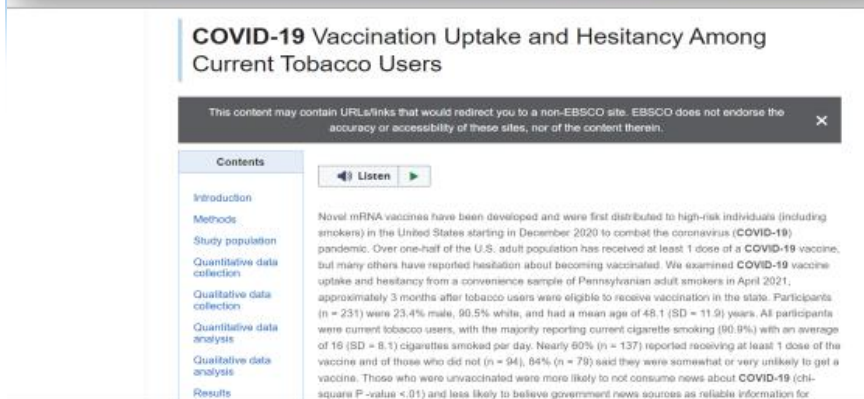 COVID-19 Vaccination Uptake and Hesitancy Among
Current Tobacco Users
This content may contain URLs/links that would redirect you to a non-EBSCO site. EBSCO does not endorse the
accuracy or accessibility of these sites, nor of the content therein.
×
Contents
Introduction
Methods
Study population
Quantitative data
collection
Qualitative data
collection
Quantitative data
analysis
Qualitative data
analysis
Results
Listen
Novel mRNA vaccines have been developed and were first distributed to high-risk individuals (including
smokers) in the United States starting in December 2020 to combat the coronavirus (COVID-19)
pandemic. Over one-half of the U.S. adult population has received at least 1 dose of a COVID-19 vaccine,
but many others have reported hesitation about becoming vaccinated. We examined COVID-19 vaccine
uptake and hesitancy from a convenience sample of Pennsylvanian adult smokers in April 2021,
approximately 3 months after tobacco users were eligible to receive vaccination in the state. Participants
(n = 231) were 23.4% male, 90.5% white, and had a mean age of 48.1 (SD = 11.9) years. All participants
were current tobacco users, with the majority reporting current cigarette smoking (90.9%) with an average
of 16 (SD = 8.1) cigarettes smoked per day. Nearly 60% (n = 137) reported receiving at least 1 dose of the
vaccine and of those who did not (n = 94), 84% (n = 79) said they were somewhat or very unlikely to get a
vaccine. Those who were unvaccinated were more likely to not consume news about COVID-19 (chi-
square P -value <.01) and less likely to believe government news sources as reliable information for